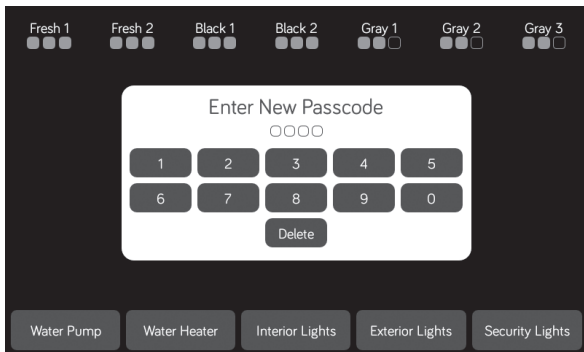 Fresh 1 Fresh 2 Black 1 Black 2 Gray 1 Gray 2 Gray 3
Enter New Passcode
1 2 3 4 5
6 7 8 9 0
Delete
Water Pump Water Heater Interior Lights Exterior Lights Security Lights